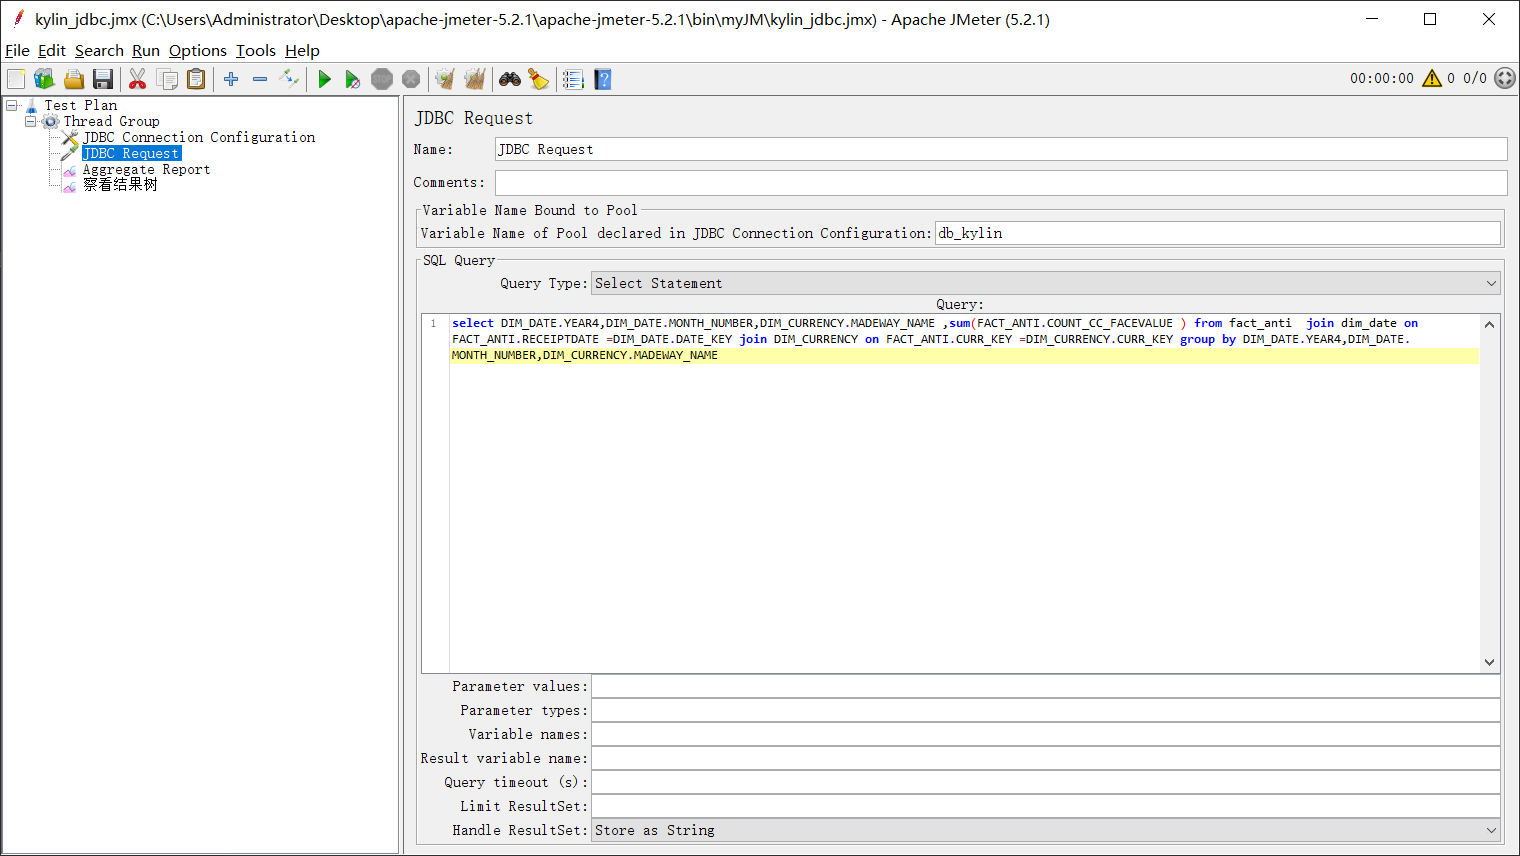 kylin_jdbc.jmx (C:\Users\Administrator\Desktop\apache-jmeter-5.2.1\apache-jmeter-5.2.1\bin\myJM\kylin_jdbc.jmx) - Apache JMeter (5.2.1)
File Edit Search Run Options Tools Help
STOP ? 00:00:00 0 0/0
Test Plan
Thread Group
JDBC Connection Configuration
JDBC Request
Aggregate Report
察看结果树
JDBC Request
Name: JDBC Request
Comments:
Variable Name Bound to Pool
Variable Name of Pool declared in JDBC Connection Configuration: db_kylin
SQL Query
Query Type: Select Statement
Query:
1 select DIM_DATE.YEAR4,DIM_DATE.MONTH_NUMBER,DIM_CURRENCY.MADEWAY_NAME ,sum(FACT_ANTI.COUNT_CC_FACEVALUE ) from fact_anti  join dim_date on
FACT_ANTI.RECEIPTDATE =DIM_DATE.DATE_KEY join DIM_CURRENCY on FACT_ANTI.CURR_KEY =DIM_CURRENCY.CURR_KEY group by DIM_DATE.YEAR4,DIM_DATE.
MONTH_NUMBER,DIM_CURRENCY.MADEWAY_NAME
Parameter values:
Parameter types:
Variable names:
Result variable name:
Query timeout (s):
Limit ResultSet:
Handle ResultSet: Store as String